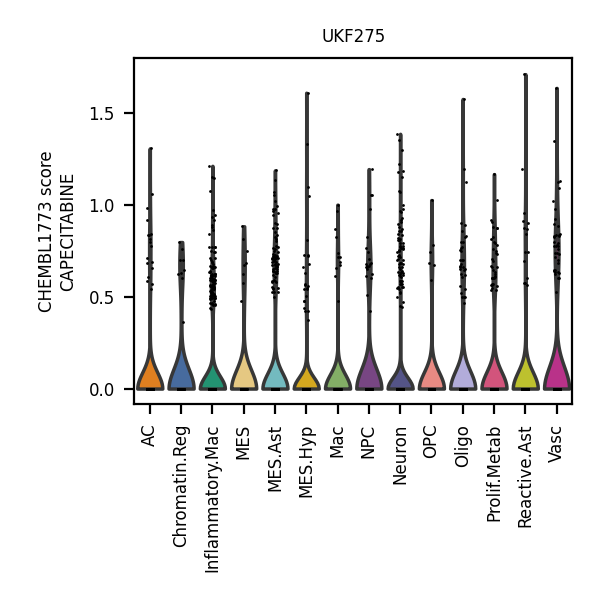 UKF275
CHEMBL1773 score
CAPECITABINE
1.5
1.0
0.5
0.0
AC
Chromatin.Reg
Inflammatory.Mac
MES
MES.Ast
MES.Hyp
Mac
NPC
Neuron
OPC
Oligo
Prolif.Metab
Reactive.Ast
Vasc